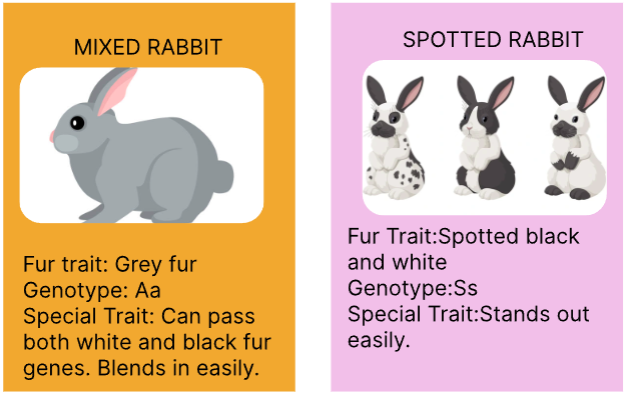 MIXED RABBIT
Fur trait: Grey fur
Genotype: Aa
Special Trait: Can pass
both white and black fur
genes. Blends in easily.
SPOTTED RABBIT
Fur Trait:Spotted black
and white
Genotype:Ss
Special Trait:Stands out
easily.